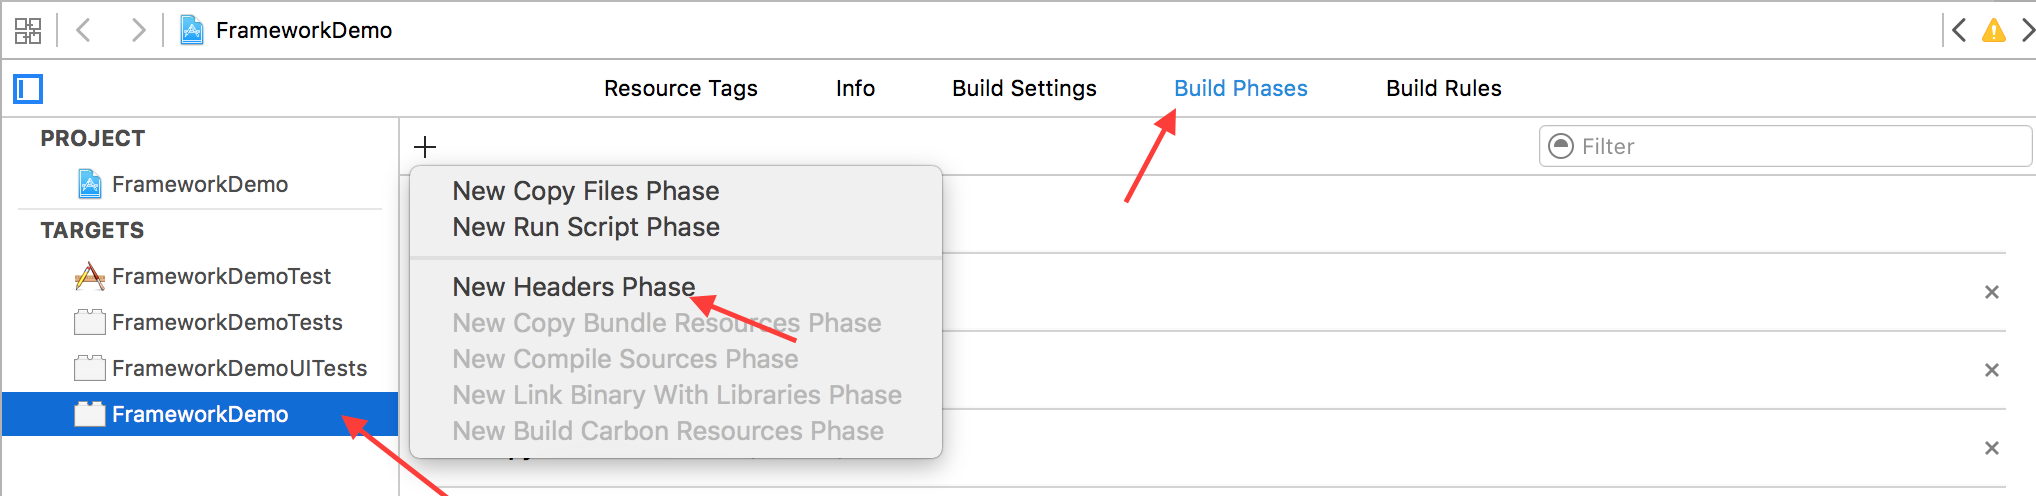 FrameworkDemo
Resource Tags Info Build Settings Build Phases Build Rules
PROJECT
FrameworkDemo
TARGETS
FrameworkDemoTest
FrameworkDemoTests
FrameworkDemoUITests
FrameworkDemo
Filter
New Copy Files Phase
New Run Script Phase
New Headers Phase
New Copy Bundle Resources Phase
New Compile Sources Phase
New Link Binary With Libraries Phase
New Build Carbon Resources Phase